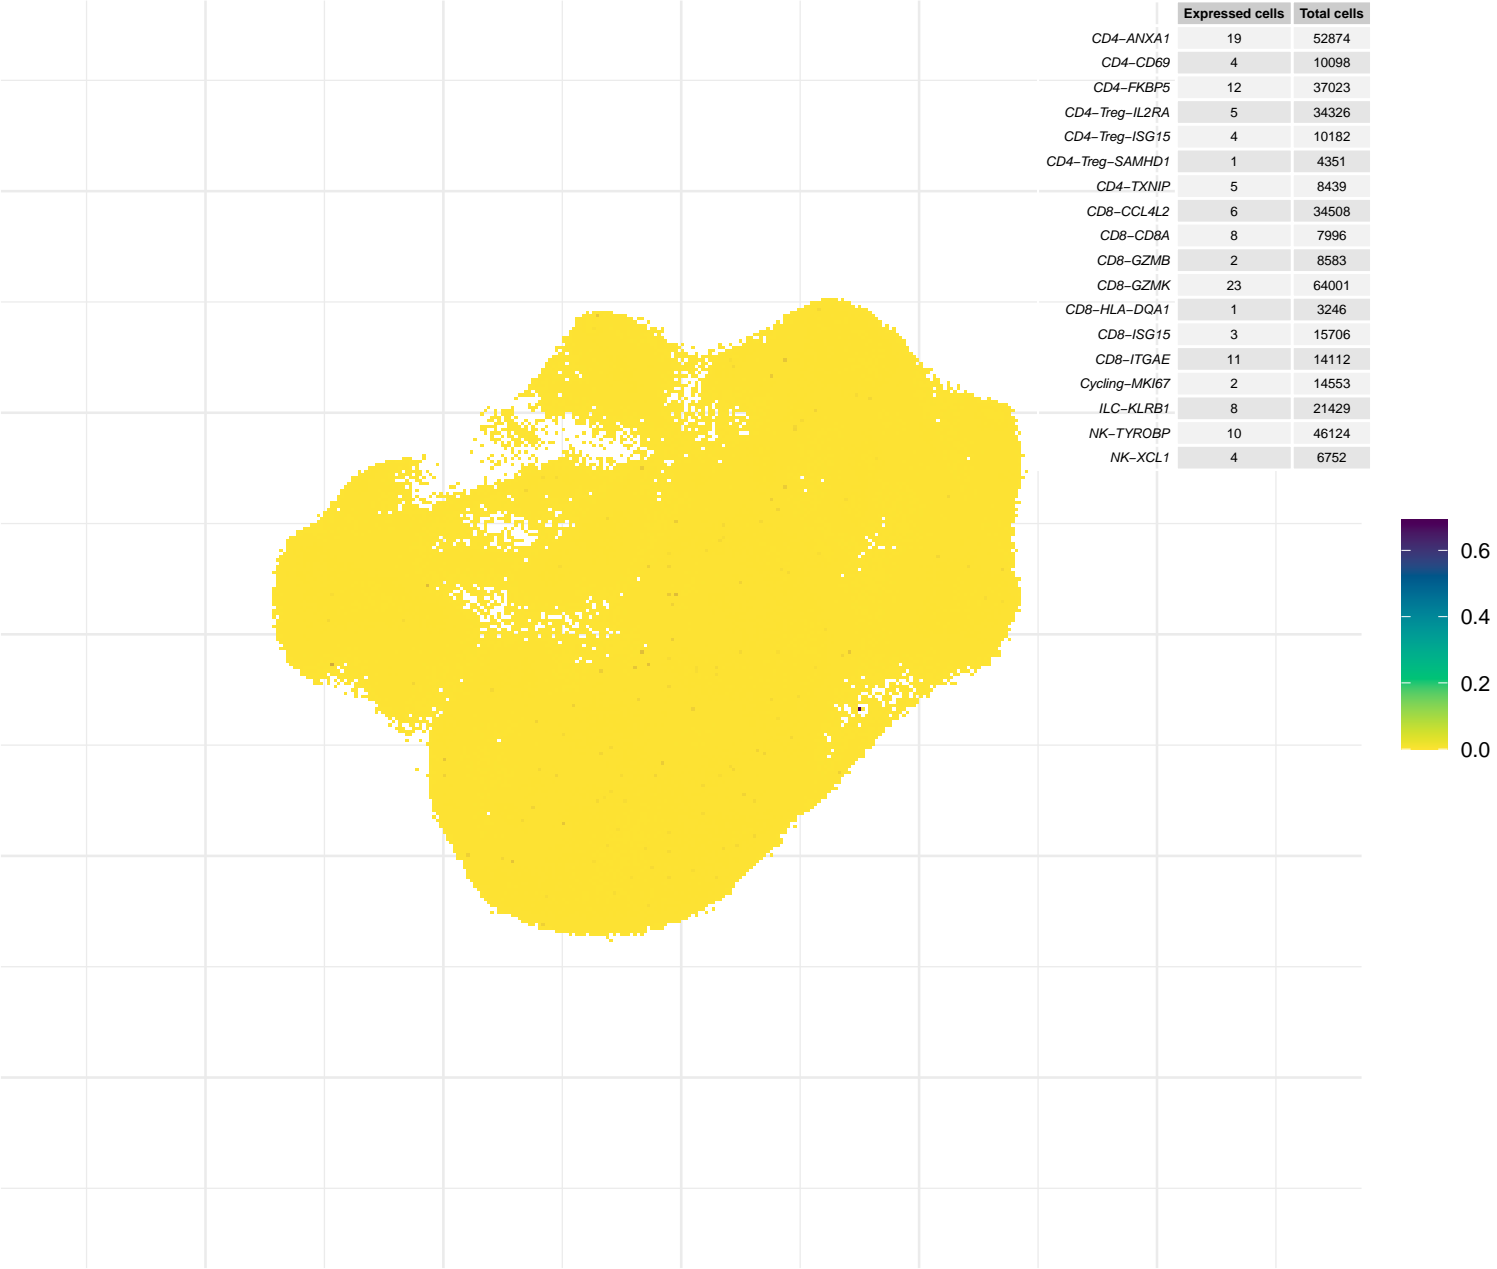 Expressed cells Total cells
CD4−ANXA1 19 52874
CD4−CD69 4 10098
CD4−FKBP5 12 37023
CD4−Treg−IL2RA 5 34326
CD4−Treg−ISG15 4 10182
CD4−Treg−SAMHD1 1 4351
CD4−TXNIP 5 8439
CD8−CCL4L2 6 34508
CD8−CD8A 8 7996
CD8−GZMB 2 8583
CD8−GZMK 23 64001
CD8−HLA−DQA1 1 3246
CD8−ISG15 3 15706
CD8−ITGAE 11 14112
Cycling−MKI67 2 14553
ILC−KLRB1 8 21429
NK−TYROBP 10 46124
NK−XCL1 4 6752
0.6
0.4
0.2
0.0